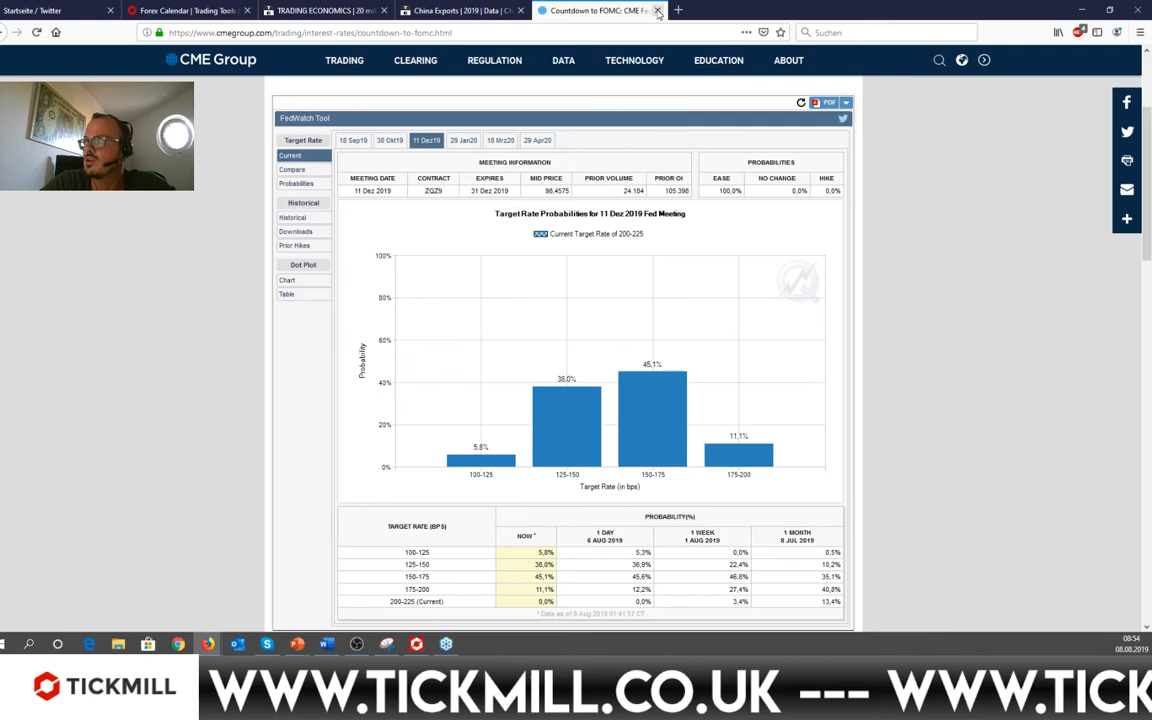 Startseite / Twitter
Forex Calendar | Trading Tools |
TRADING ECONOMICS | 20 mi
China Exports | 2019 | Data | Ch
Countdown to FOMC: CME Fe
https://www.cmegroup.com/trading/interest-rates/countdown-to-fomc.html
Suchen
4
CME Group
TRADING
CLEARING
REGULATION
DATA
TECHNOLOGY
EDUCATION
ABOUT
PDF
FedWatch Tool
Target Rate
Current
Compare
Probabilities
Historical
Historical
Downloads
Prior Hikes
Dot Plot
Chart
Table
18 Sep19 30 Okt19 11 Dez19 29 Jan20 18 Mrz20 29 Apr20
MEETING INFORMATION
MEETING DATE CONTRACT EXPIRES MID PRICE PRIOR VOLUME PRIOR OI
11 Dez 2019 ZQZ9 31 Dez 2019 98,4575 24.184 105.398
PROBABILITIES
EASE NO CHANGE HIKE
100,0% 0,0% 0,0%
Target Rate Probabilities for 11 Dez 2019 Fed Meeting
Current Target Rate of 200-225
Probability
100%
80%
60%
40%
20%
0%
5,8%
38,0%
45,1%
11,1%
100-125 125-150 150-175 175-200
Target Rate (in bps)
TARGET RATE (BPS) PROBABILITY(%)
NOW * 1 DAY 6 AUG 2019 1 WEEK 1 AUG 2019 1 MONTH 8 JUL 2019
100-125 5,8% 5,3% 0,0% 0,5%
125-150 38,0% 36,9% 22,4% 10,2%
150-175 45,1% 45,6% 46,8% 35,1%
175-200 11,1% 12,2% 27,4% 40,8%
200-225 (Current) 0,0% 0,0% 3,4% 13,4%
* Data as of 8 Aug 2019 01:41:57 CT
08:54
08.08.2019
TICKMILL
WWW.TICKMILL.CO.UK --- WWW.TICK